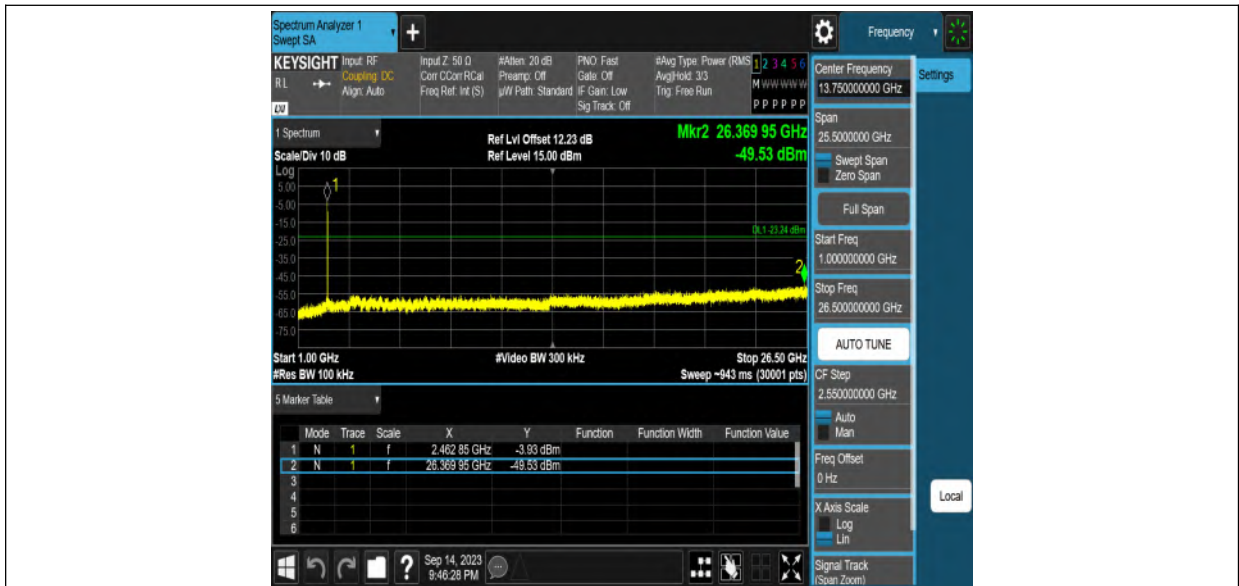 Spectrum Analyzer 1
Swept SA
+
Frequency
KEYSIGHT
RL
LXI
Input: RF
Coupling: DC
Align: Auto
Input Z: 50 Ω
Corr CCorr RCal
Freq Ref: Int (S)
#Atten: 20 dB
Preamp: Off
µW Path: Standard
PNO: Fast
Gate: Off
IF Gain: Low
Sig Track: Off
#Avg Type: Power (RMS
Avg|Hold: 3/3
Trig: Free Run
1 2 3 4 5 6
M W W W W W
P P P P P P
Center Frequency
13.750000000 GHz
Settings
Span
25.5000000 GHz
Swept Span
Zero Span
Full Span
Start Freq
1.000000000 GHz
Stop Freq
26.500000000 GHz
AUTO TUNE
CF Step
2.550000000 GHz
Auto
Man
Freq Offset
0 Hz
X Axis Scale
Log
Lin
Signal Track
(Span Zoom)
Local
1 Spectrum
Scale/Div 10 dB
Ref Lvl Offset 12.23 dB
Ref Level 15.00 dBm
Mkr2 26.369 95 GHz
-49.53 dBm
Log
5.00
-5.00
-15.0
-25.0
-35.0
-45.0
-55.0
-65.0
-75.0
1
DL1 -23.24 dBm
2
Start 1.00 GHz
#Video BW 300 kHz
Stop 26.50 GHz
#Res BW 100 kHz
Sweep ~943 ms (30001 pts)
5 Marker Table
Mode Trace Scale X Y Function Function Width Function Value
1 N 1 f 2.462 85 GHz -3.93 dBm
2 N 1 f 26.369 95 GHz -49.53 dBm
3
4
5
6
?
Sep 14, 2023
9:46:28 PM